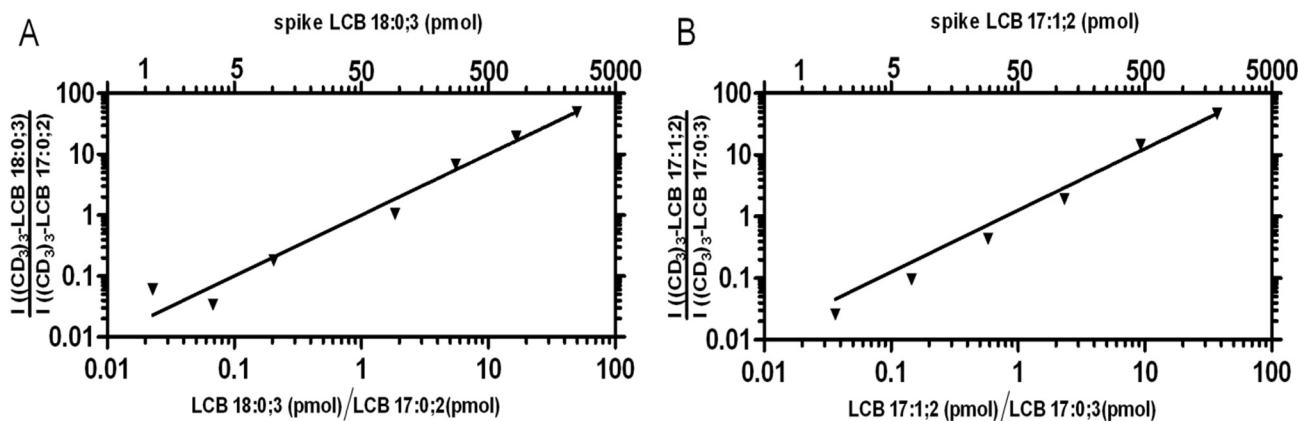 A
spike LCB 18:0;3 (pmol)
1 5 50 500 5000
100
10
1
0.1
0.01
I ((CD₃)₃-LCB 18:0;3)
I ((CD₃)₃-LCB 17:0;2)
0.01 0.1 1 10 100
LCB 18:0;3 (pmol)/LCB 17:0;2(pmol)
B
spike LCB 17:1;2 (pmol)
1 5 50 500 5000
100
10
1
0.1
0.01
I ((CD₃)₃-LCB 17:1;2)
I ((CD₃)₃-LCB 17:0;3)
0.01 0.1 1 10 100
LCB 17:1;2 (pmol)/LCB 17:0;3(pmol)